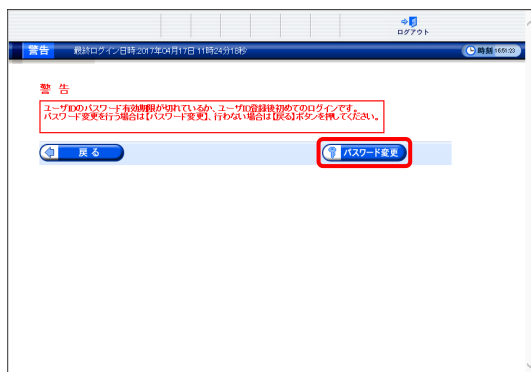 ログアウト
警告 最終ログイン日時:2017年04月17日 11時24分18秒 時刻 16:51:23
警 告
ユーザIDのパスワード有効期限が切れているか、ユーザID登録後初めてのログインです。
パスワード変更を行う場合は【パスワード変更】、行わない場合は【戻る】ボタンを押してください。
戻 る パスワード変更